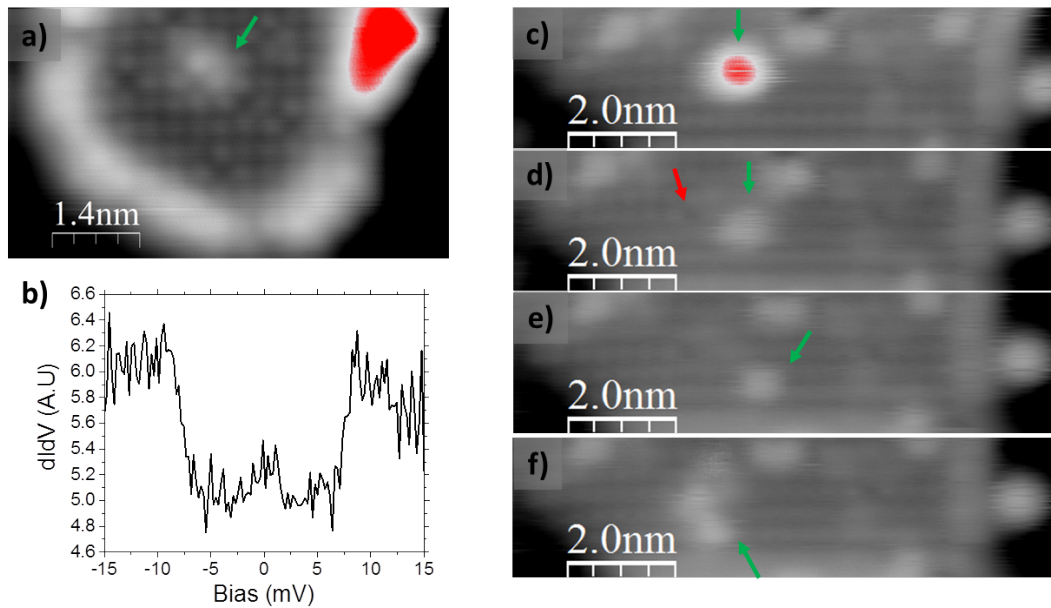 a)
1.4nm
b)
6.6
6.4
6.2
6.0
5.8
5.6
5.4
5.2
5.0
4.8
4.6
dIdV (A.U)
-15 -10 -5 0 5 10 15
Bias (mV)
c)
2.0nm
d)
2.0nm
e)
2.0nm
f)
2.0nm